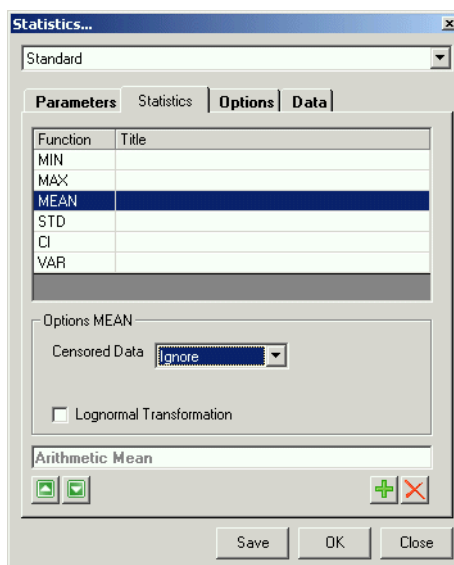 Statistics...
Standard
Parameters Statistics Options Data
Function Title
MIN
MAX
MEAN
STD
CI
VAR
Options MEAN
Censored Data Ignore
Lognormal Transformation
Arithmetic Mean
Save OK Close